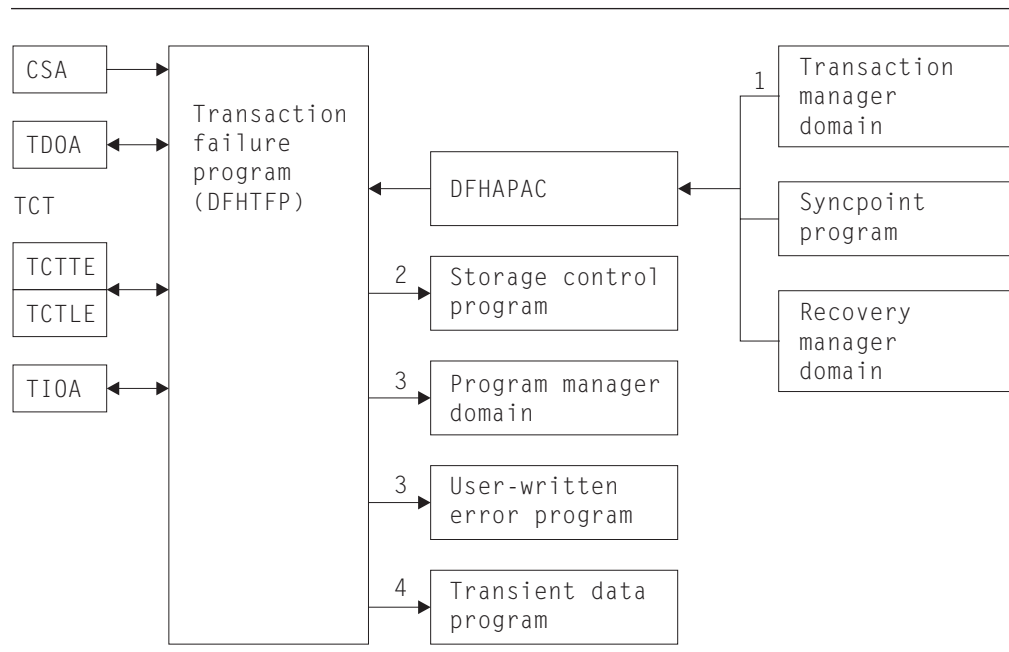 CSA
TDOA
TCT
TCTTE
TCTLE
TIOA
Transaction
failure
program
(DFHTFP)
DFHAPAC
2
Storage control
program
3
Program manager
domain
3
User-written
error program
4
Transient data
program
1
Transaction
manager
domain
Syncpoint
program
Recovery
manager
domain